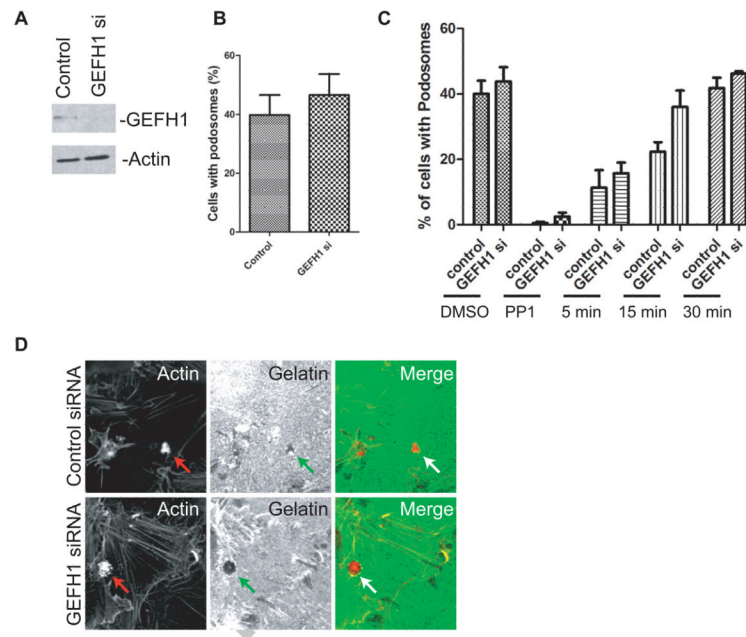 A
Control
GEFH1 si
-GEFH1
-Actin
B
Cells with podosomes (%)
60
40
20
0
Control
GEFH1 si
C
% of cells with Podosomes
60
40
20
0
control
GEFH1 si
control
GEFH1 si
control
GEFH1 si
control
GEFH1 si
control
GEFH1 si
DMSO
PP1
5 min
15 min
30 min
D
Control siRNA
Actin
Gelatin
Merge
GEFH1 siRNA
Actin
Gelatin
Merge